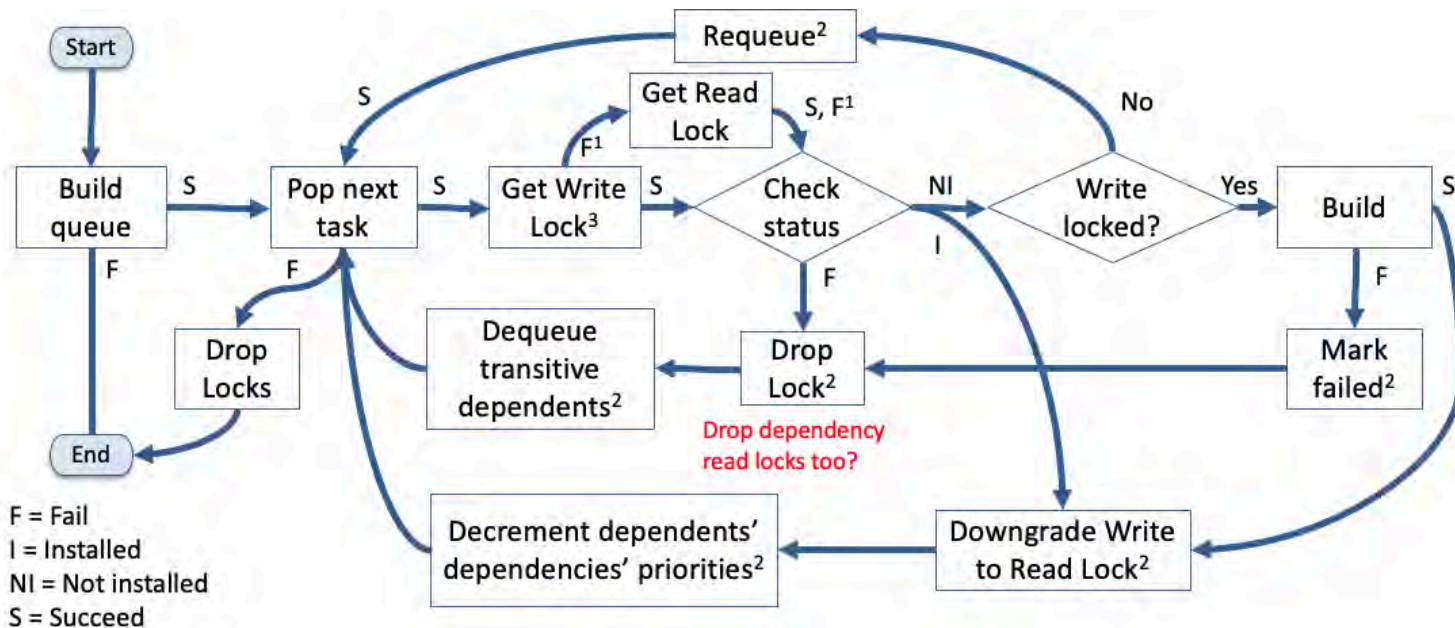 Start
Requeue²
Get Read
Lock
S
S, F¹
No
F¹
Build
queue
S
Pop next
task
S
Get Write
Lock³
S
Check
status
NI
I
Write
locked?
Yes
Build
S
F
F
F
F
Drop
Locks
Dequeue
transitive
dependents²
Drop
Lock²
Mark
failed²
Drop dependency
read locks too?
End
F = Fail
I = Installed
NI = Not installed
S = Succeed
Decrement dependents’
dependencies’ priorities²
Downgrade Write
to Read Lock²